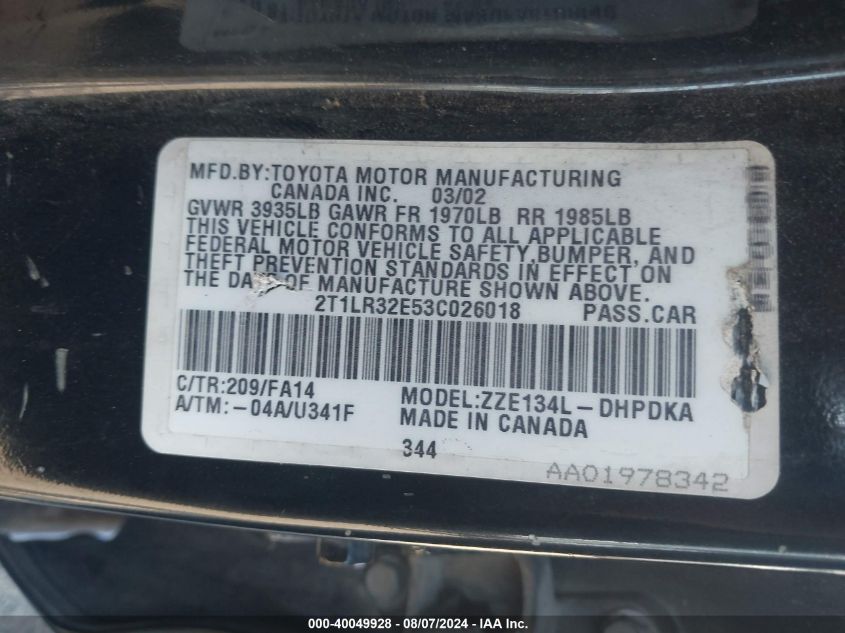 MFD.BY:TOYOTA MOTOR MANUFACTURING
CANADA INC. 03/02
GVWR 3935LB GAWR FR 1970LB RR 1985LB
THIS VEHICLE CONFORMS TO ALL APPLICABLE
FEDERAL MOTOR VEHICLE SAFETY,BUMPER, AND
THEFT PREVENTION STANDARDS IN EFFECT ON
THE DA OF MANUFACTURE SHOWN ABOVE.
2T1LR32E53C026018 PASS.CAR
C/TR:209/FA14 MODEL:ZZE134L-DHPDKA
A/TM:-04A/U341F MADE IN CANADA
344
AA01978342
000-40049928 - 08/07/2024 - IAA Inc.